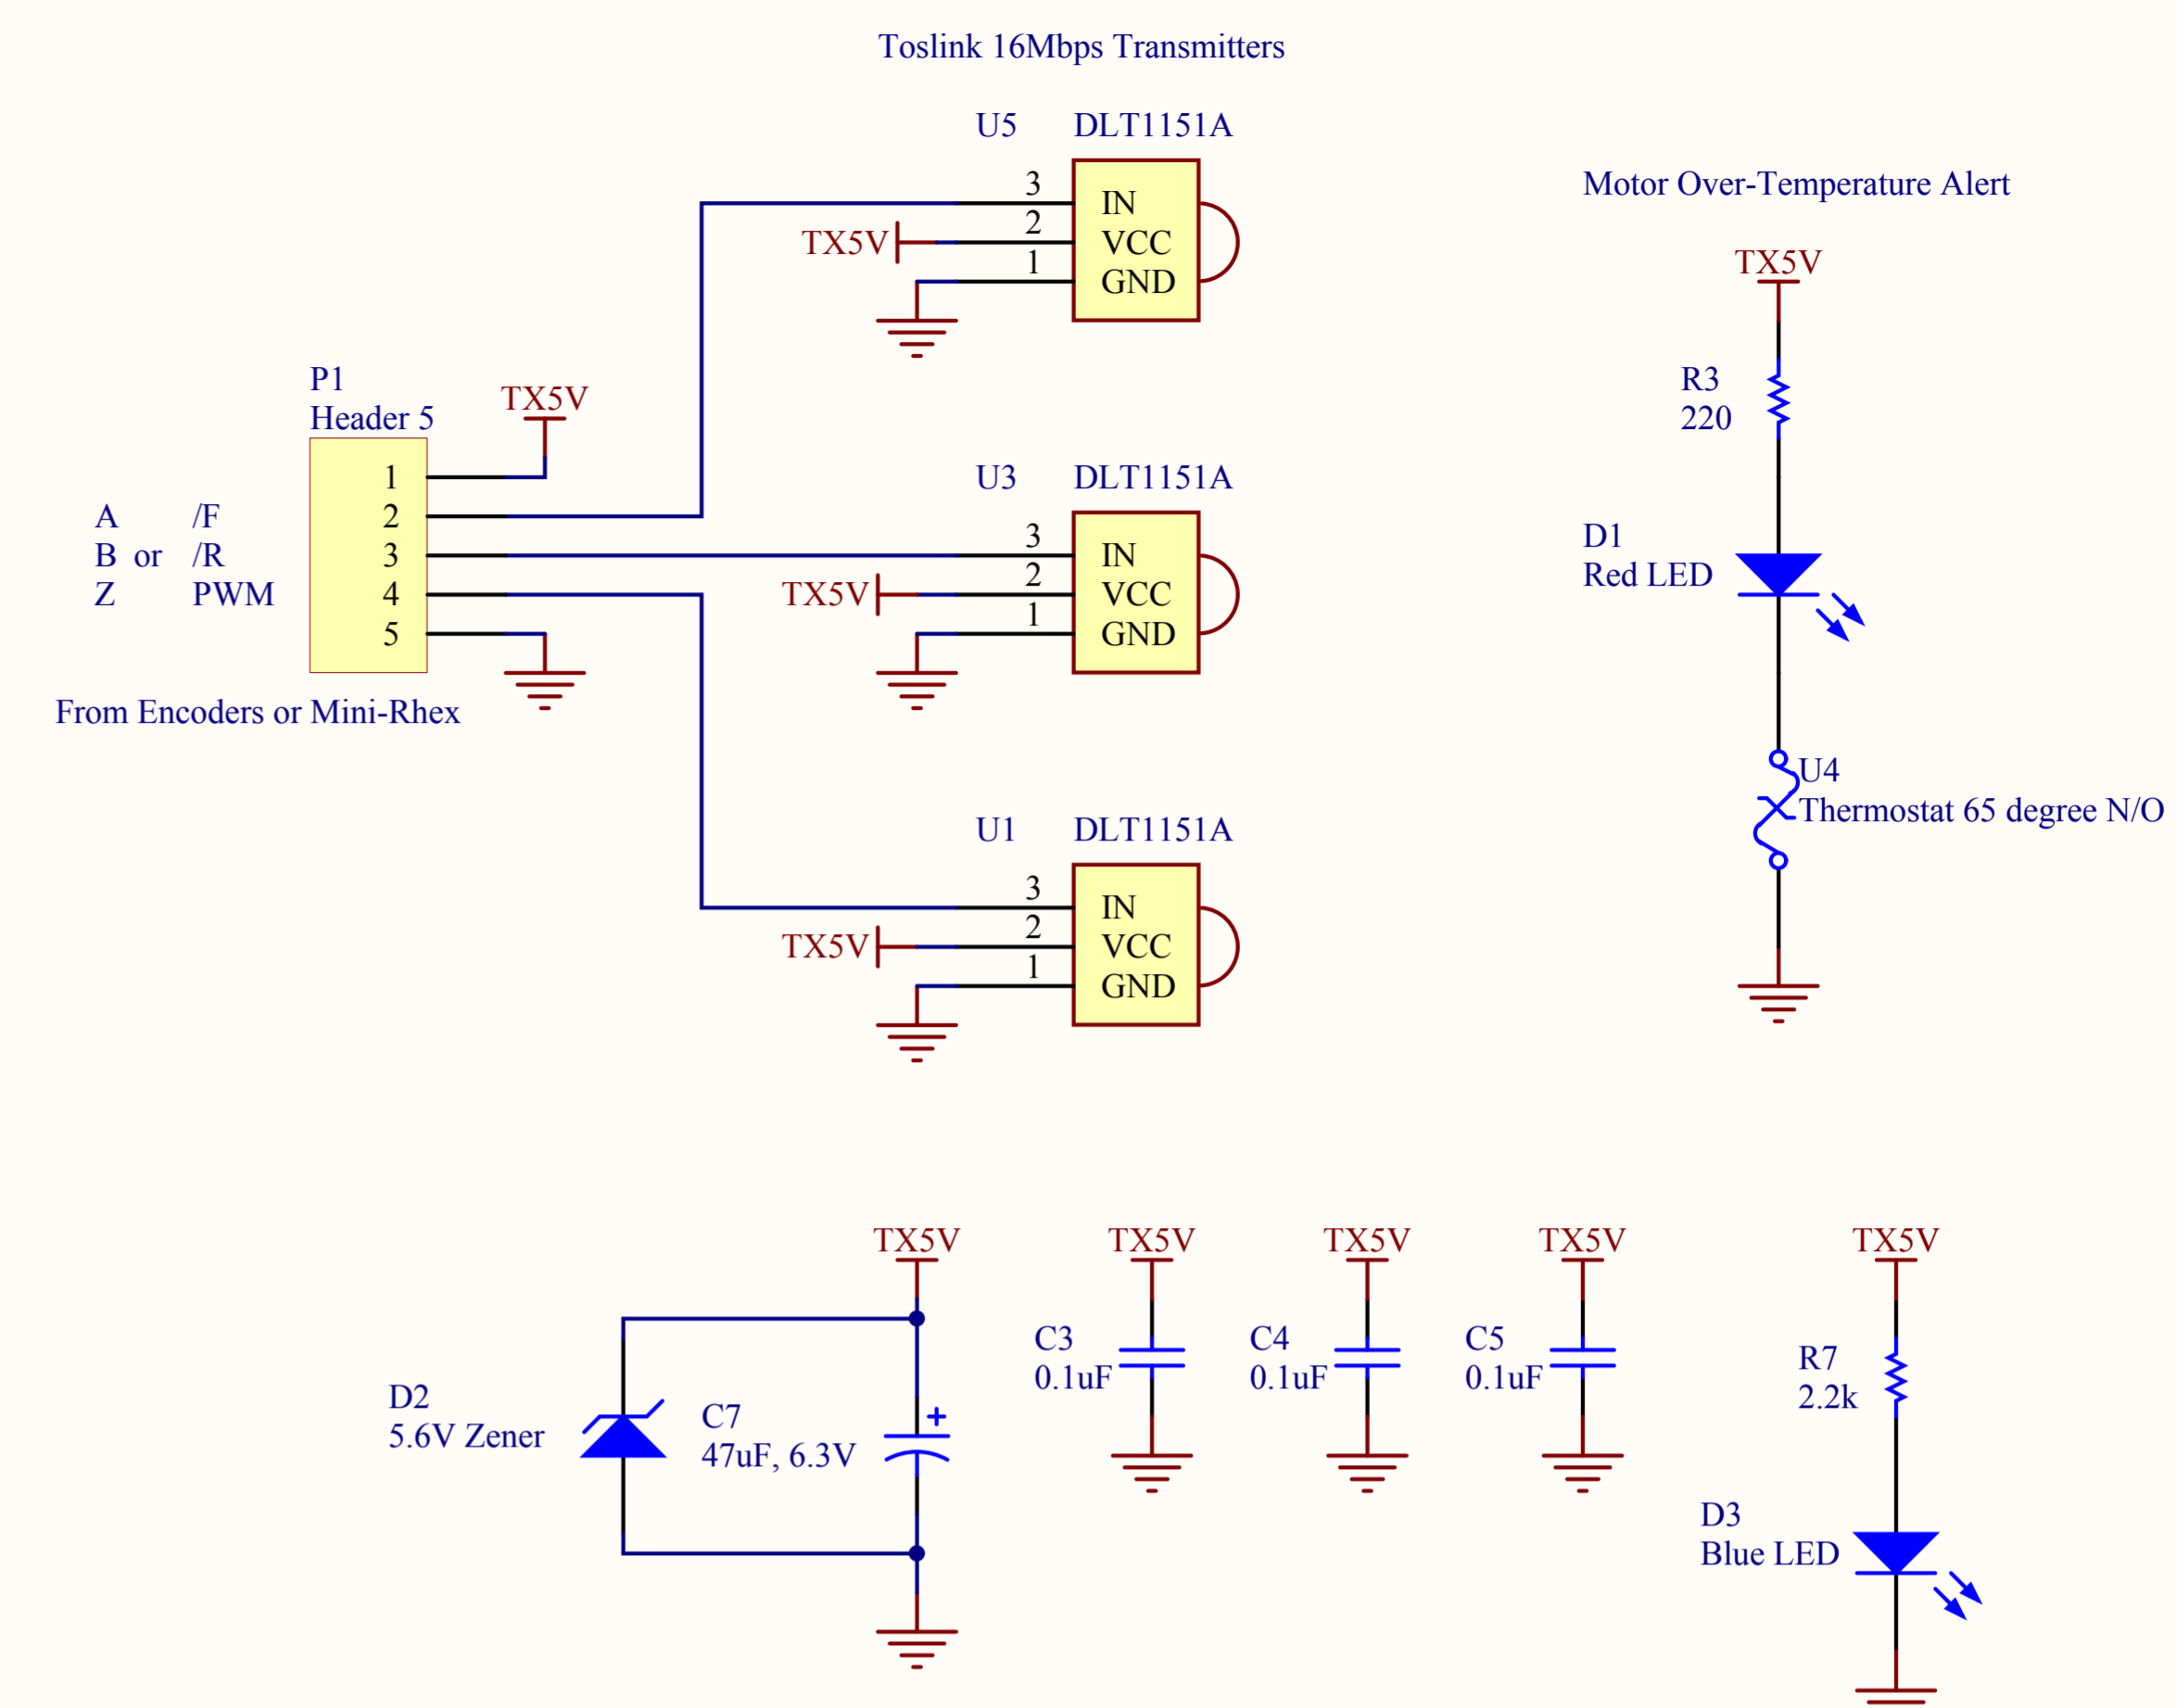 Toslink 16Mbps Transmitters
U5 DLT1151A
3 IN
TX5V 2 VCC
1 GND
Motor Over-Temperature Alert
TX5V
R3
220
D1
Red LED
U4
Thermostat 65 degree N/O
P1
Header 5
TX5V
1
A /F 2
B or /R 3
Z PWM 4
5
From Encoders or Mini-Rhex
U3 DLT1151A
3 IN
TX5V 2 VCC
1 GND
U1 DLT1151A
3 IN
TX5V 2 VCC
1 GND
TX5V
D2
5.6V Zener
C7
47uF, 6.3V
+
TX5V
C3
0.1uF
TX5V
C4
0.1uF
TX5V
C5
0.1uF
TX5V
R7
2.2k
D3
Blue LED